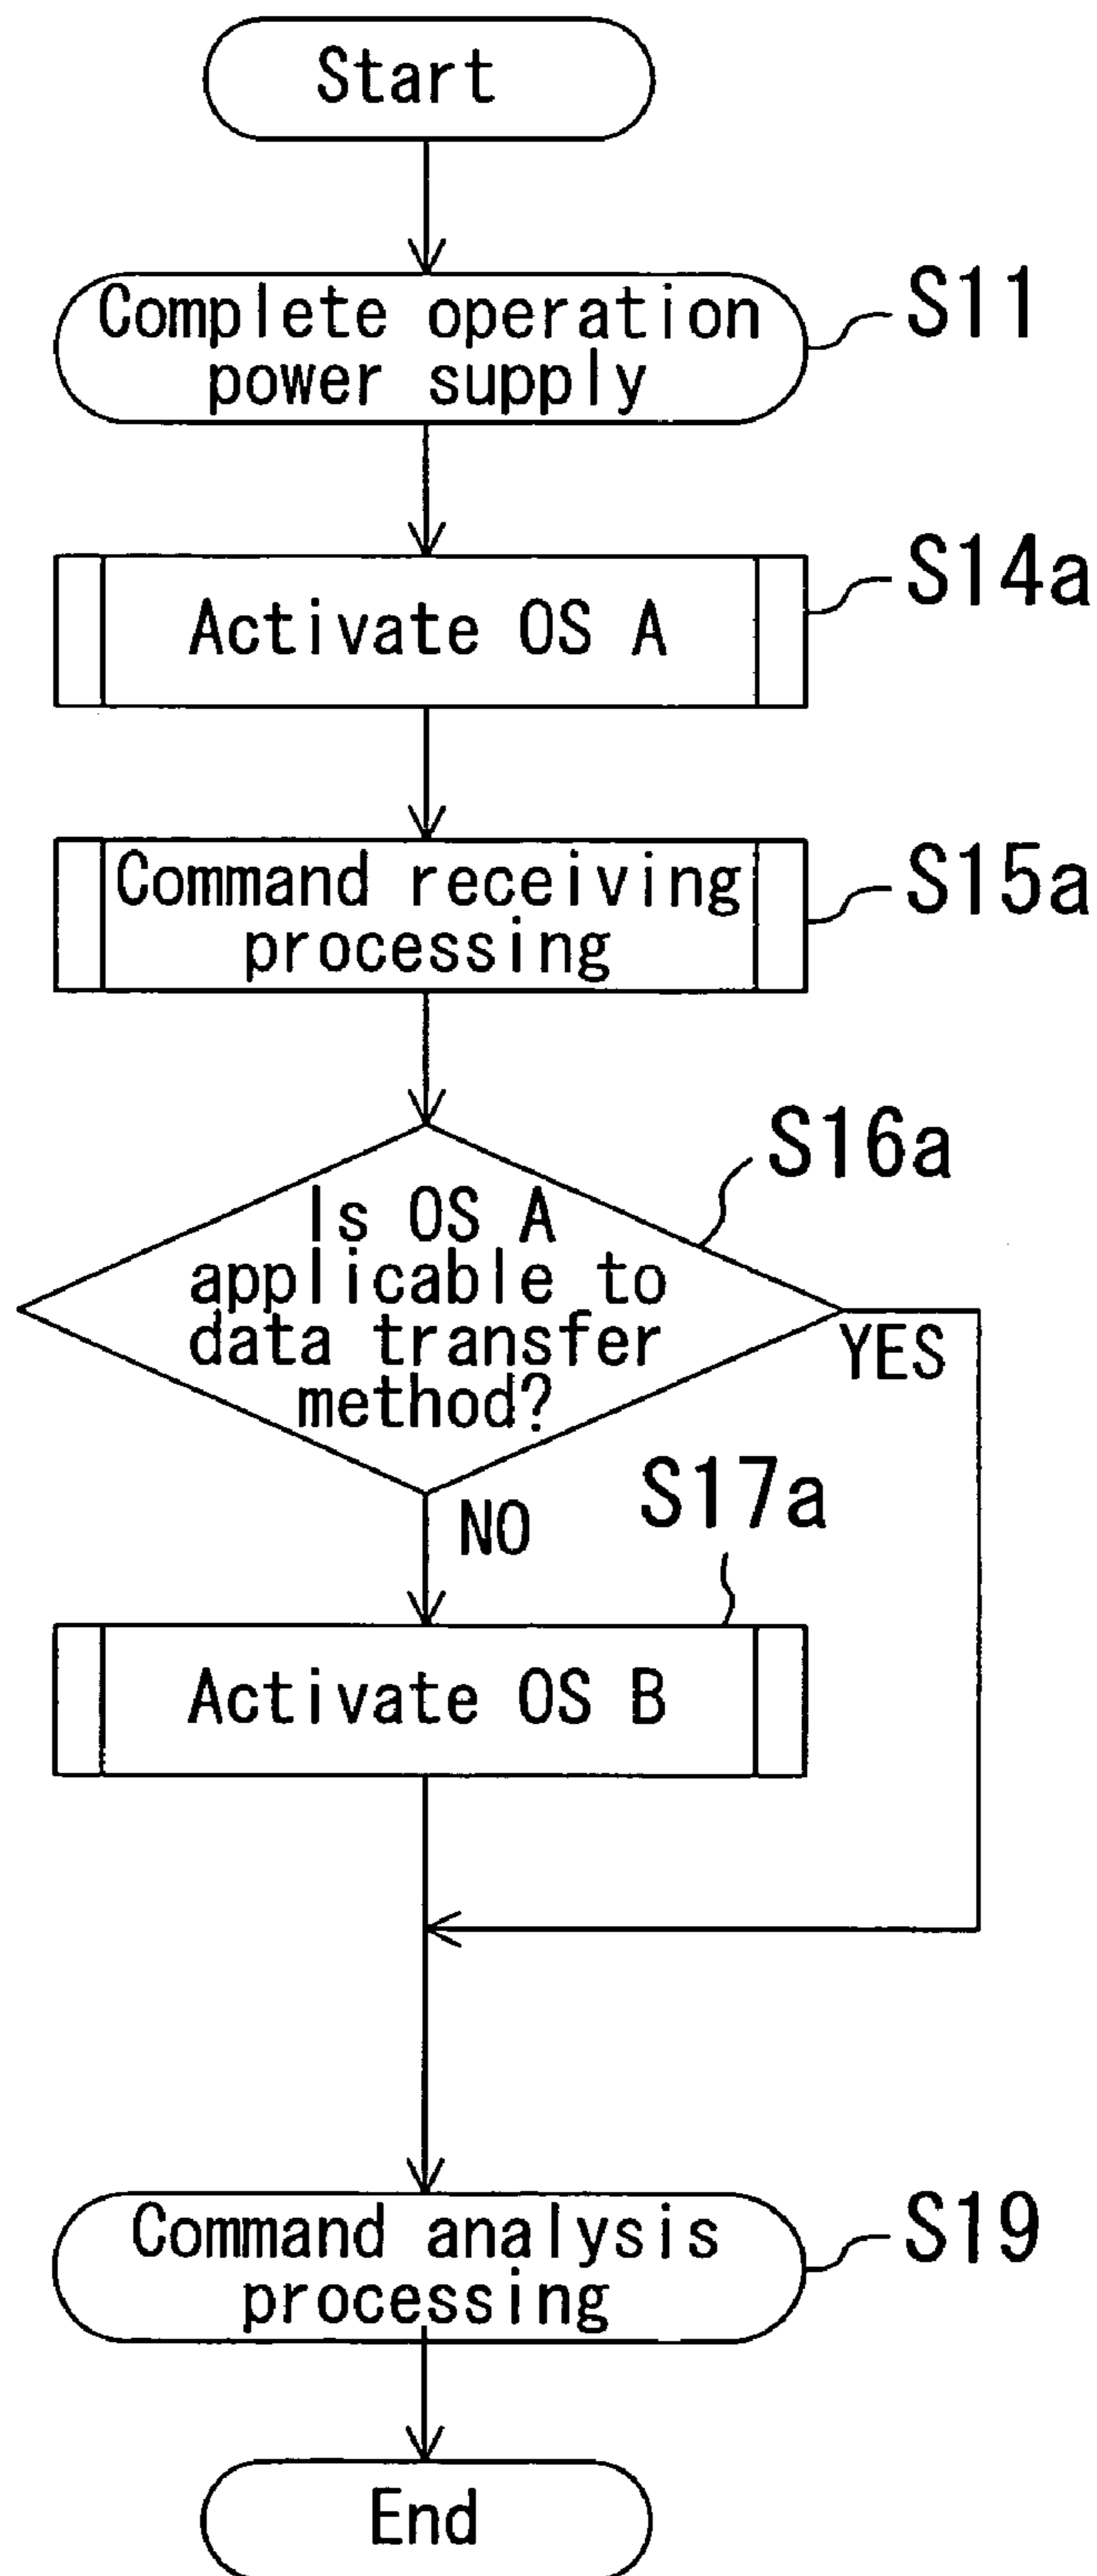 Start
Complete operation
power supply
S11
Activate OS A
S14a
Command receiving
processing
S15a
S16a
Is OS A
applicable to
data transfer
method?
YES
NO
S17a
Activate OS B
Command analysis
processing
S19
End